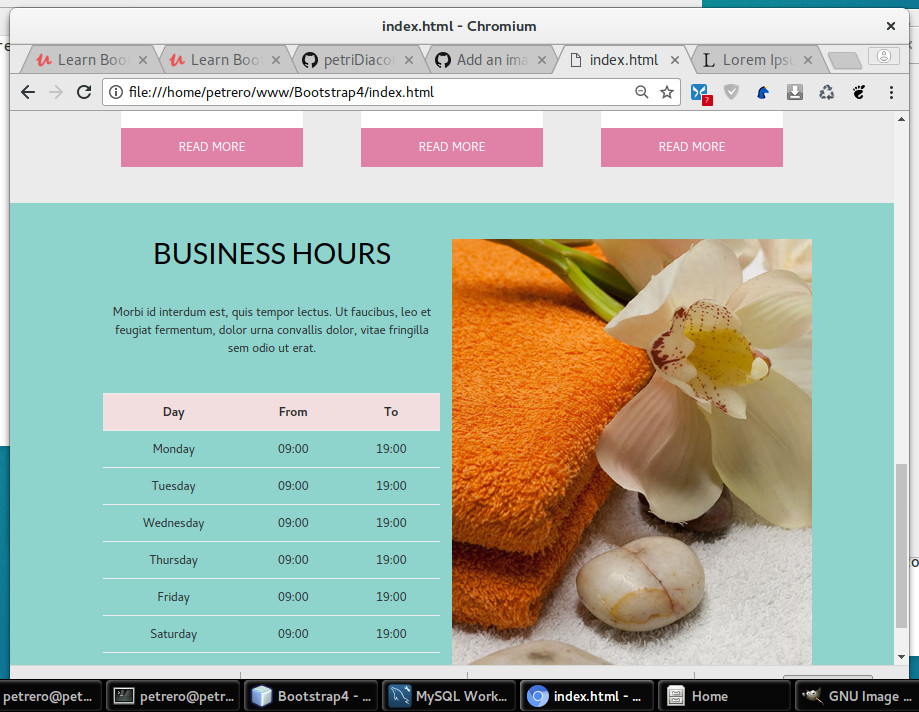 index.html - Chromium
Learn Boo
Learn Boo
petriDiaco
Add an ima
index.html
Lorem Ips
file:///home/petrero/www/Bootstrap4/index.html
READ MORE READ MORE READ MORE
BUSINESS HOURS
Morbi id interdum est, quis tempor lectus. Ut faucibus, leo et
feugiat fermentum, dolor urna convallis dolor, vitae fringilla
sem odio ut erat.
Day From To
Monday 09:00 19:00
Tuesday 09:00 19:00
Wednesday 09:00 19:00
Thursday 09:00 19:00
Friday 09:00 19:00
Saturday 09:00 19:00
petrero@pet...
petrero@petr...
Bootstrap4 - ...
MySQL Work...
index.html - ...
Home
GNU Image ...